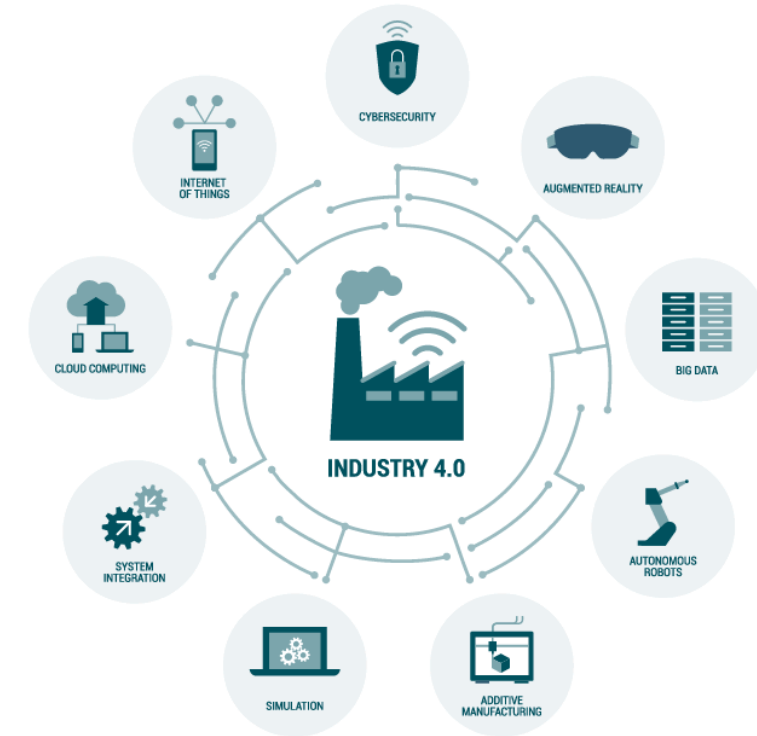 CYBERSECURITY
AUGMENTED REALITY
BIG DATA
AUTONOMOUS
ROBOTS
ADDITIVE
MANUFACTURING
SIMULATION
SYSTEM
INTEGRATION
CLOUD COMPUTING
INTERNET
OF THINGS
INDUSTRY 4.0